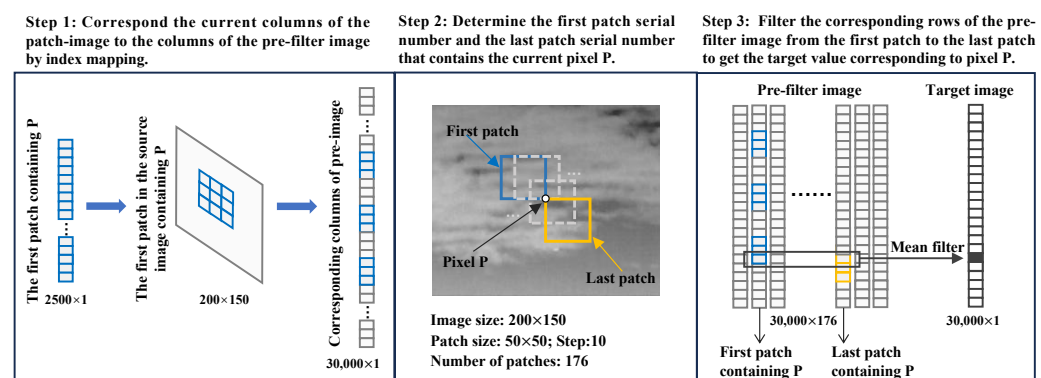 Step 1: Correspond the current columns of the
patch-image to the columns of the pre-filter image
by index mapping.
The first patch containing P
2500×1
The first patch in the source
image containing P
200×150
Corresponding columns of pre-image
30,000×1
Step 2: Determine the first patch serial
number and the last patch serial number
that contains the current pixel P.
First patch
...
...
Pixel P
Last patch
Image size: 200×150
Patch size: 50×50; Step:10
Number of patches: 176
Step 3: Filter the corresponding rows of the pre-
filter image from the first patch to the last patch
to get the target value corresponding to pixel P.
Pre-filter image
Target image
......
Mean filter
30,000×176
30,000×1
First patch
containing P
Last patch
containing P